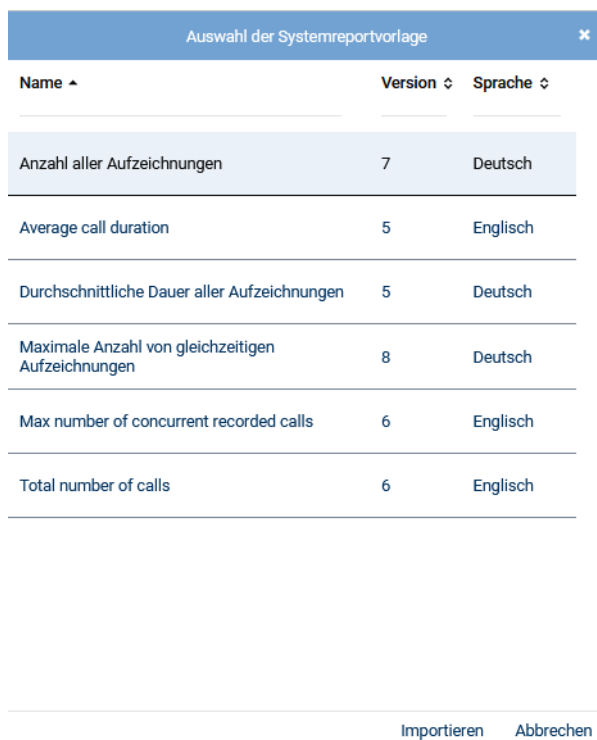 Auswahl der Systemreportvorlage
Name Version Sprache
Anzahl aller Aufzeichnungen 7 Deutsch
Average call duration 5 Englisch
Durchschnittliche Dauer aller Aufzeichnungen 5 Deutsch
Maximale Anzahl von gleichzeitigen
Aufzeichnungen 8 Deutsch
Max number of concurrent recorded calls 6 Englisch
Total number of calls 6 Englisch
Importieren Abbrechen